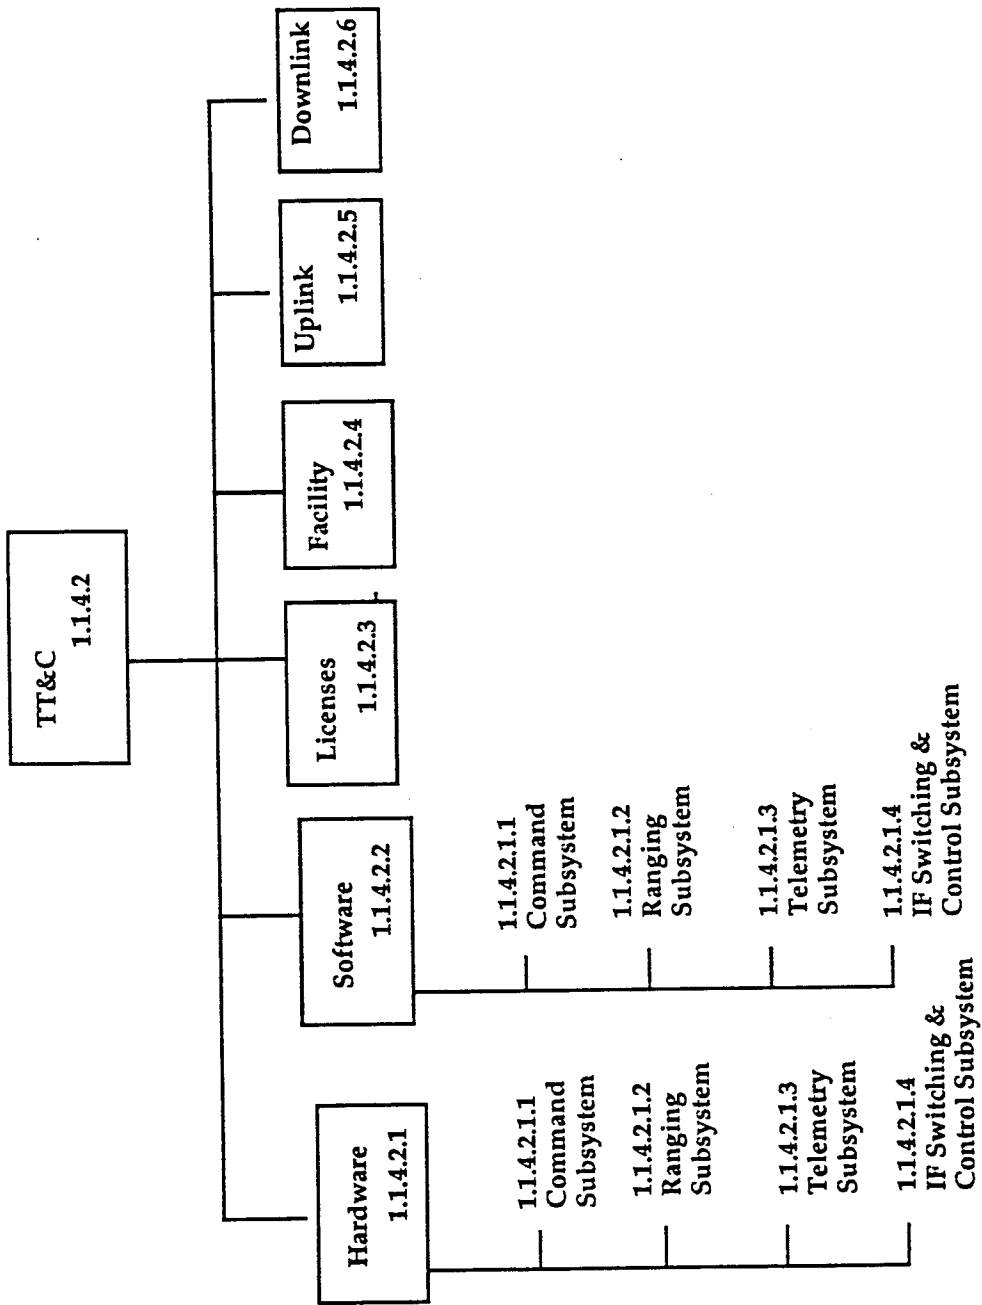 TT&C
1.1.4.2
Hardware
1.1.4.2.1
Software
1.1.4.2.2
Licenses
1.1.4.2.3
Facility
1.1.4.2.4
Uplink
1.1.4.2.5
Downlink
1.1.4.2.6
1.1.4.2.1.1
Command
Subsystem
1.1.4.2.1.2
Ranging
Subsystem
1.1.4.2.1.3
Telemetry
Subsystem
1.1.4.2.1.4
IF Switching &
Control Subsystem
1.1.4.2.1.1
Command
Subsystem
1.1.4.2.1.2
Ranging
Subsystem
1.1.4.2.1.3
Telemetry
Subsystem
1.1.4.2.1.4
IF Switching &
Control Subsystem